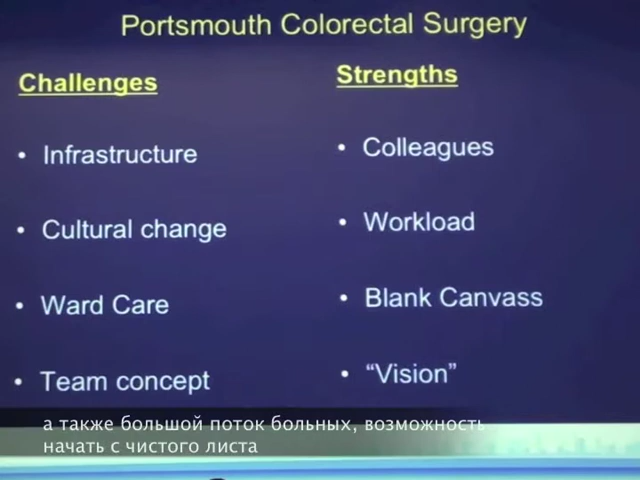 Portsmouth Colorectal Surgery
Challenges
• Infrastructure
• Cultural change
• Ward Care
• Team concept
Strengths
• Colleagues
• Workload
• Blank Canvass
• “Vision”
а также большой поток больных, возможность
начать с чистого листа